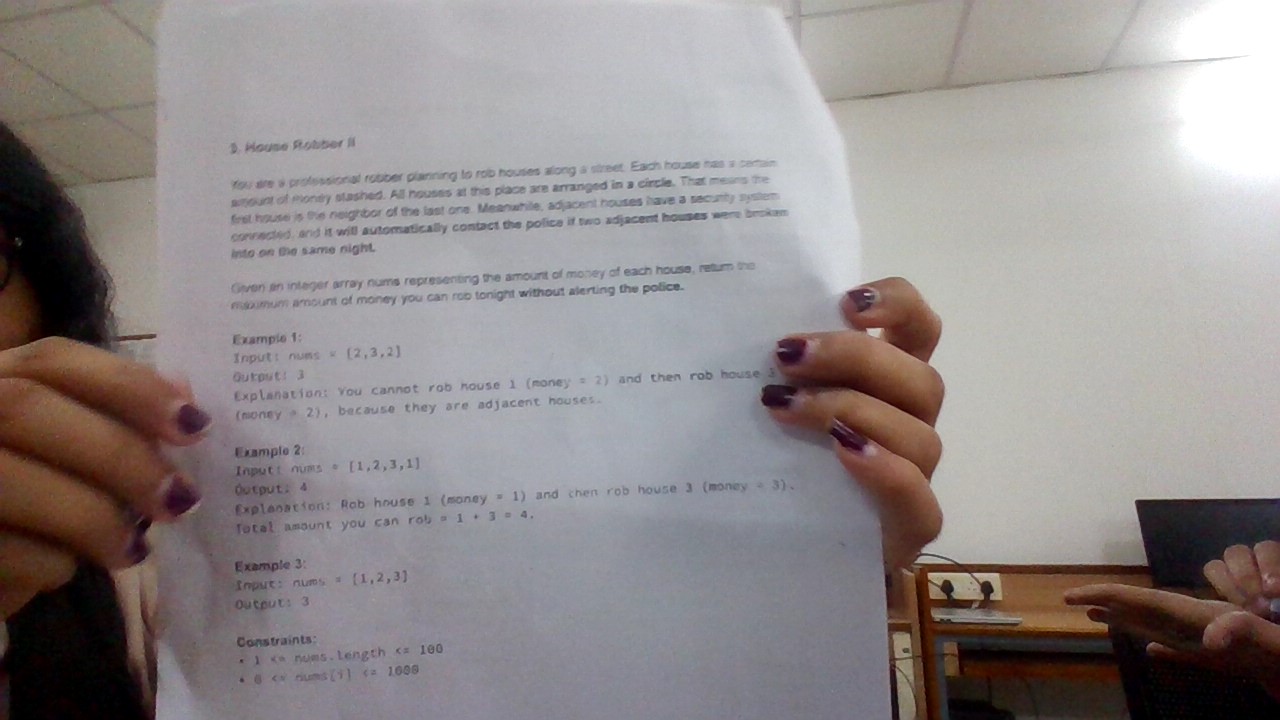 3. House Robber II
You are a professional robber planning to rob houses along a street. Each house has a certain
amount of money stashed. All houses at this place are arranged in a circle. That means the
first house is the neighbor of the last one. Meanwhile, adjacent houses have a security system
connected, and it will automatically contact the police if two adjacent houses were broken
into on the same night.
Given an integer array nums representing the amount of money of each house, return the
maximum amount of money you can rob tonight without alerting the police.
Example 1:
Input: nums = [2,3,2]
Output: 3
Explanation: You cannot rob house 1 (money = 2) and then rob house 3
(money = 2), because they are adjacent houses.
Example 2:
Input: nums = [1,2,3,1]
Output: 4
Explanation: Rob house 1 (money = 1) and then rob house 3 (money = 3).
Total amount you can rob = 1 + 3 = 4.
Example 3:
Input: nums = [1,2,3]
Output: 3
Constraints:
• 1 <= nums.length <= 100
• 0 <= nums[i] <= 1000